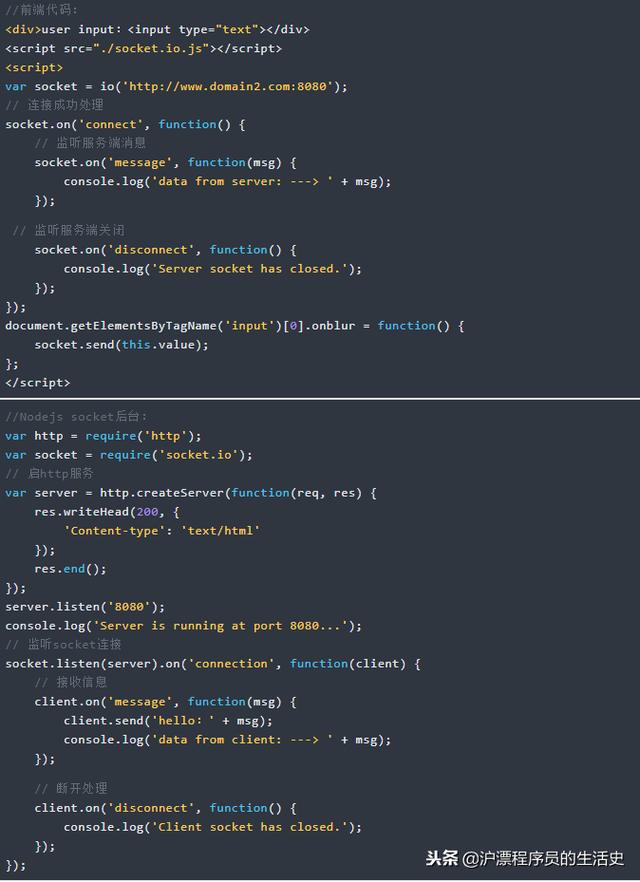 //前端代码：
<div>user input：<input type="text"></div>
<script src="./socket.io.js"></script>
<script>
var socket = io('http://www.domain2.com:8080');
// 连接成功处理
socket.on('connect', function() {
    // 监听服务端消息
    socket.on('message', function(msg) {
        console.log('data from server: ---> ' + msg);
    });
 // 监听服务端关闭
    socket.on('disconnect', function() {
        console.log('Server socket has closed.');
    });
});
document.getElementsByTagName('input')[0].onblur = function() {
    socket.send(this.value);
};
</script>
//Nodejs socket后台：
var http = require('http');
var socket = require('socket.io');
// 启http服务
var server = http.createServer(function(req, res) {
    res.writeHead(200, {
        'Content-type': 'text/html'
    });
    res.end();
});
server.listen('8080');
console.log('Server is running at port 8080...');
// 监听socket连接
socket.listen(server).on('connection', function(client) {
    // 接收信息
    client.on('message', function(msg) {
        client.send('hello：' + msg);
        console.log('data from client: ---> ' + msg);
    });
    // 断开处理
    client.on('disconnect', function() {
        console.log('Client socket has closed.');
    });
});
头条 @沪漂程序员的生活史